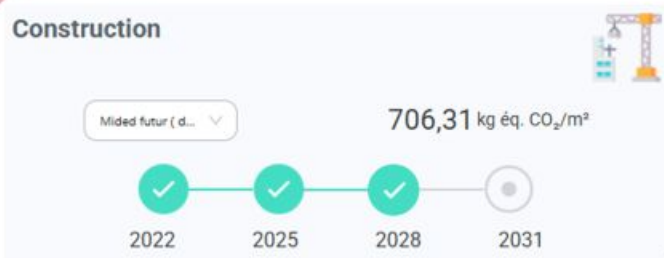 Construction
Mided futur ( d...
706,31 kg éq. CO₂/m²
2022 2025 2028 2031